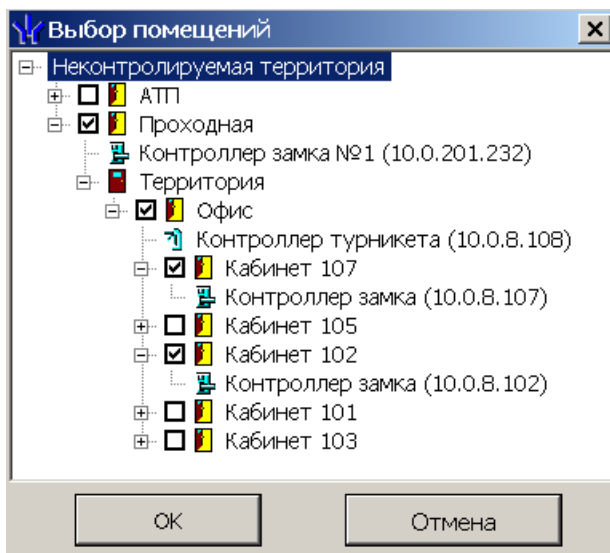 Выбор помещений
Неконтролируемая территория
АТП
Проходная
Контроллер замка №1 (10.0.201.232)
Территория
Офис
Контроллер турникета (10.0.8.108)
Кабинет 107
Контроллер замка (10.0.8.107)
Кабинет 105
Кабинет 102
Контроллер замка (10.0.8.102)
Кабинет 101
Кабинет 103
ОК Отмена